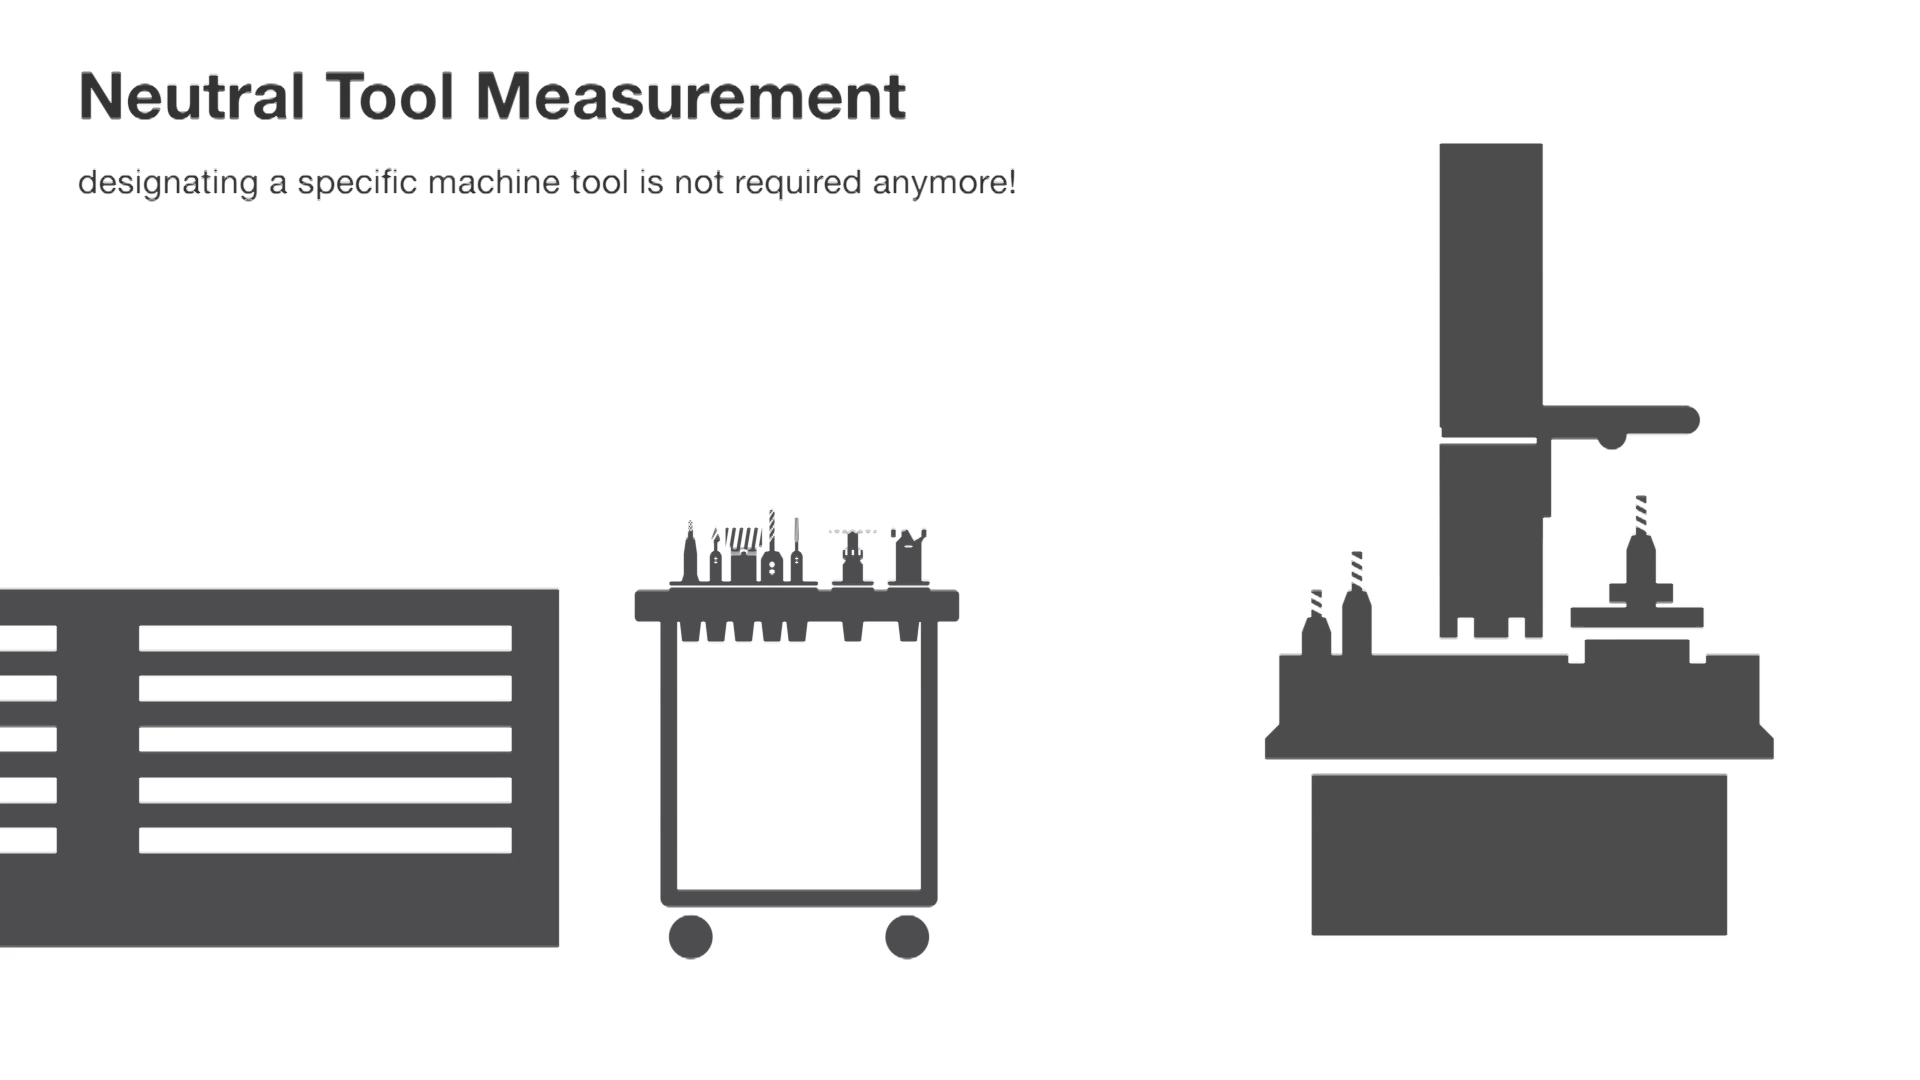 Neutral Tool Measurement
designating a specific machine tool is not required anymore!